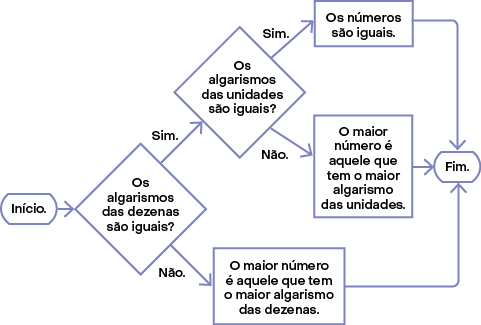 Início.
Os
algarismos
das dezenas
são iguais?
Sim.
Os
algarismos
das unidades
são iguais?
Sim.
Os números
são iguais.
Não.
O maior
número é
aquele que
tem o maior
algarismo
das unidades.
Não.
O maior número
é aquele que tem
o maior algarismo
das dezenas.
Fim.